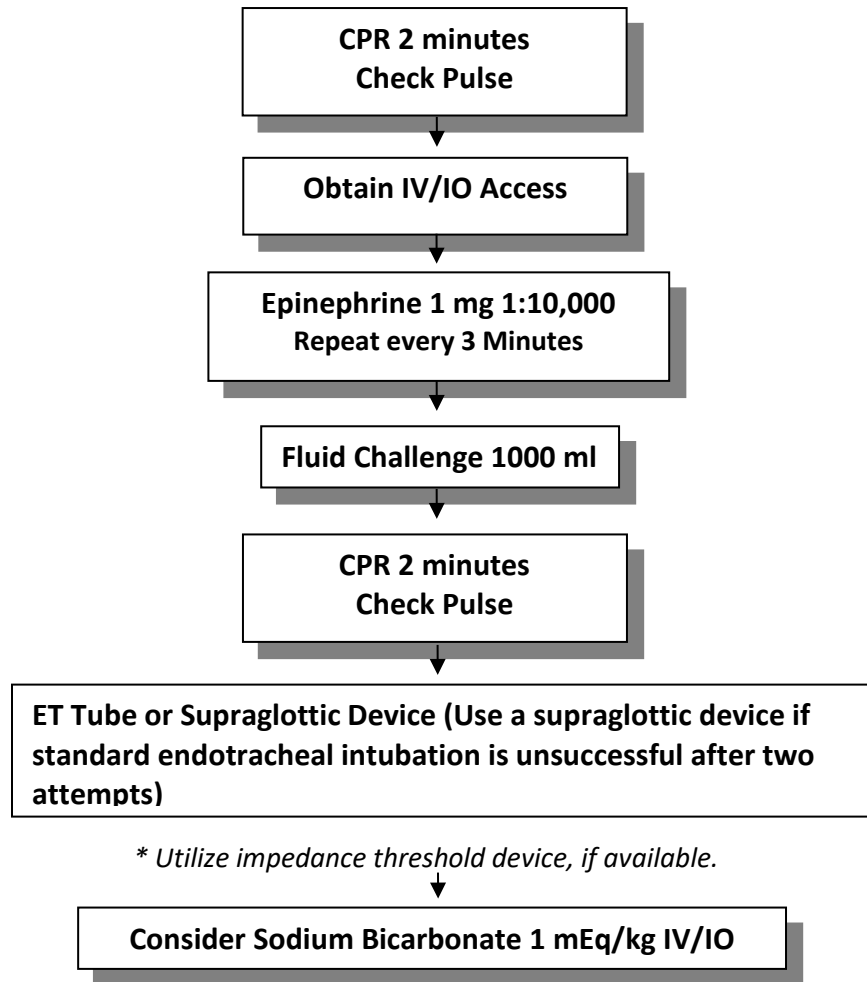 CPR 2 minutes
Check Pulse
Obtain IV/IO Access
Epinephrine 1 mg 1:10,000
Repeat every 3 Minutes
Fluid Challenge 1000 ml
CPR 2 minutes
Check Pulse
ET Tube or Supraglottic Device (Use a supraglottic device if
standard endotracheal intubation is unsuccessful after two
attempts)
* Utilize impedance threshold device, if available.
Consider Sodium Bicarbonate 1 mEq/kg IV/IO